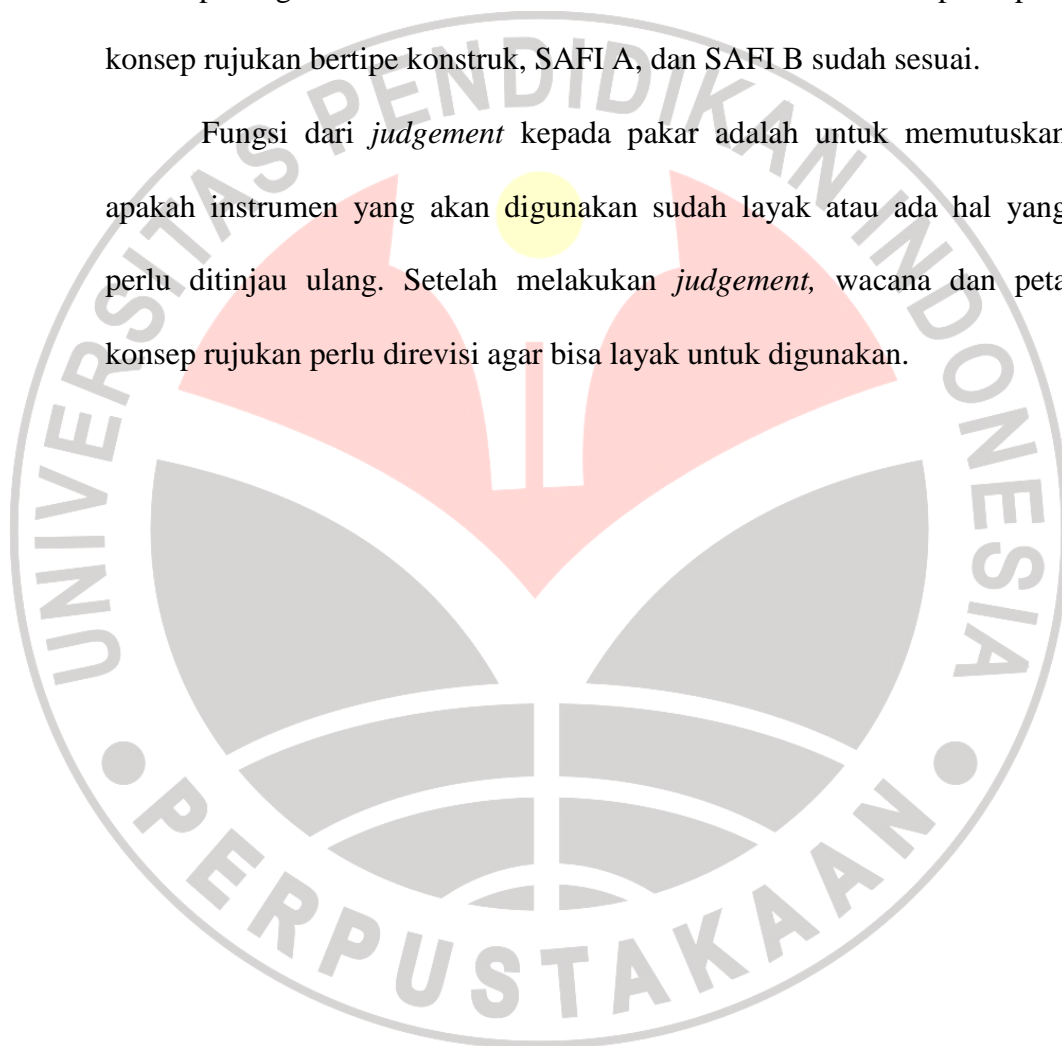 konsep rujukan bertipe konstruk, SAFI A, dan SAFI B sudah sesuai.
Fungsi dari judgement kepada pakar adalah untuk memutuskan
apakah instrumen yang akan digunakan sudah layak atau ada hal yang
perlu ditinjau ulang. Setelah melakukan judgement, wacana dan peta
konsep rujukan perlu direvisi agar bisa layak untuk digunakan.
UNIVERSITAS PENDIDIKAN INDONESIA
PERPUSTAKAAN